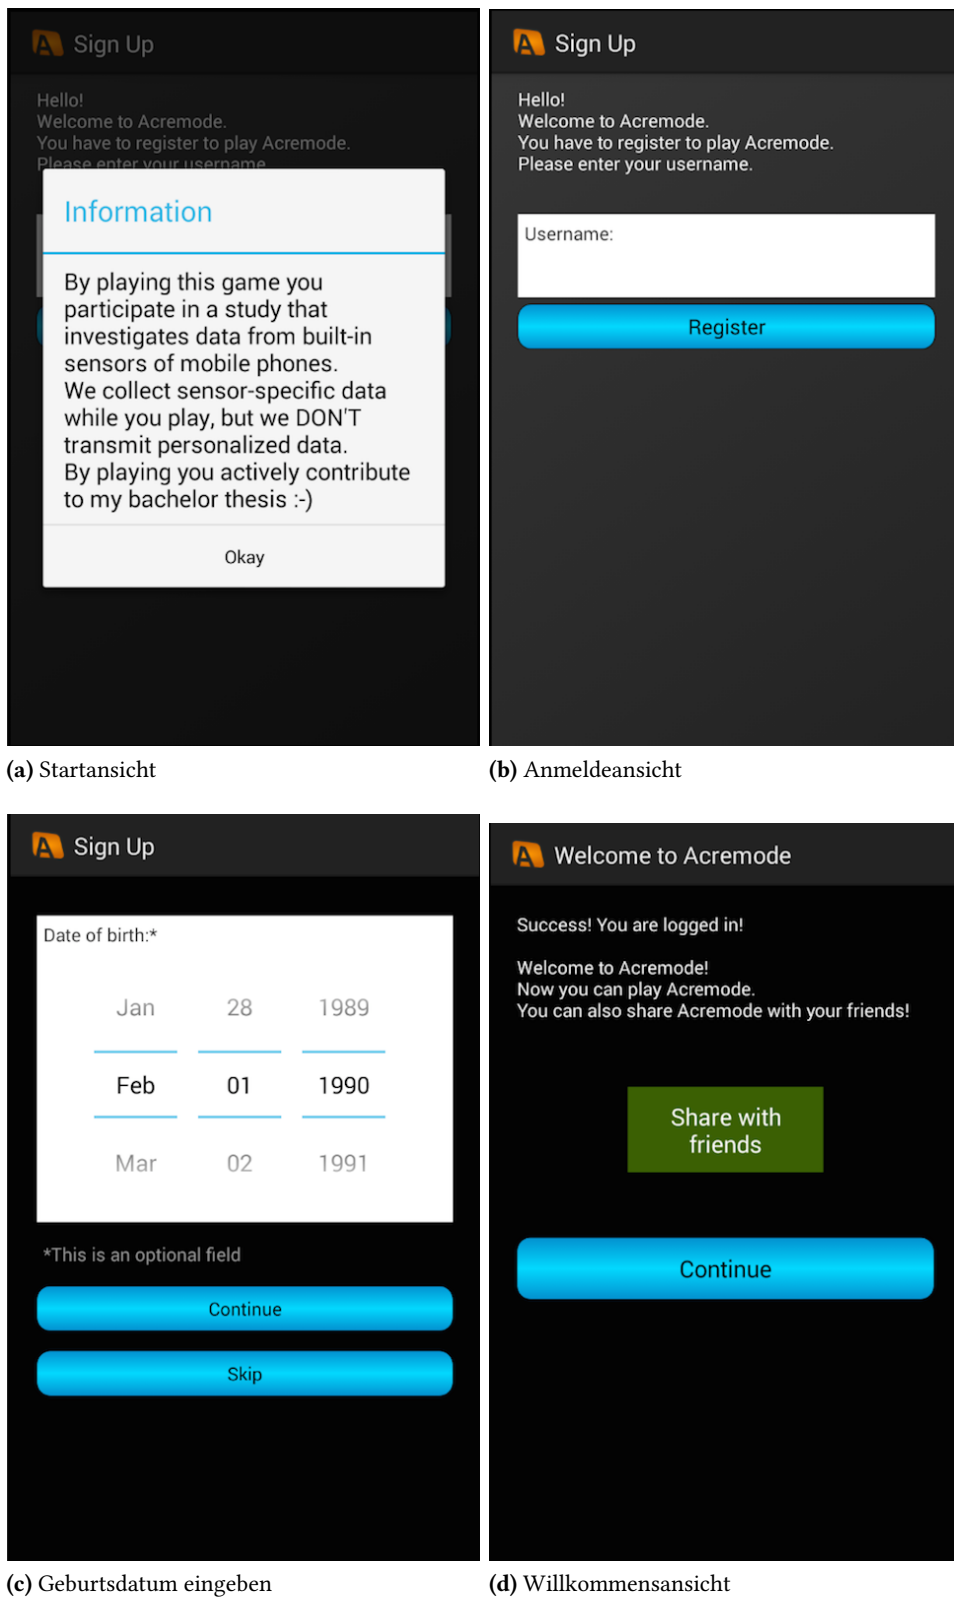 Sign Up
Hello!
Welcome to Acremode.
You have to register to play Acremode.
Please enter your username
Information
By playing this game you
participate in a study that
investigates data from built-in
sensors of mobile phones.
We collect sensor-specific data
while you play, but we DON'T
transmit personalized data.
By playing you actively contribute
to my bachelor thesis :-)
Okay
(a) Startansicht
Sign Up
Hello!
Welcome to Acremode.
You have to register to play Acremode.
Please enter your username.
Username:
Register
(b) Anmeldeansicht
Sign Up
Date of birth:*
Jan 28 1989
Feb 01 1990
Mar 02 1991
*This is an optional field
Continue
Skip
(c) Geburtsdatum eingeben
Welcome to Acremode
Success! You are logged in!
Welcome to Acremode!
Now you can play Acremode.
You can also share Acremode with your friends!
Share with
friends
Continue
(d) Willkommensansicht